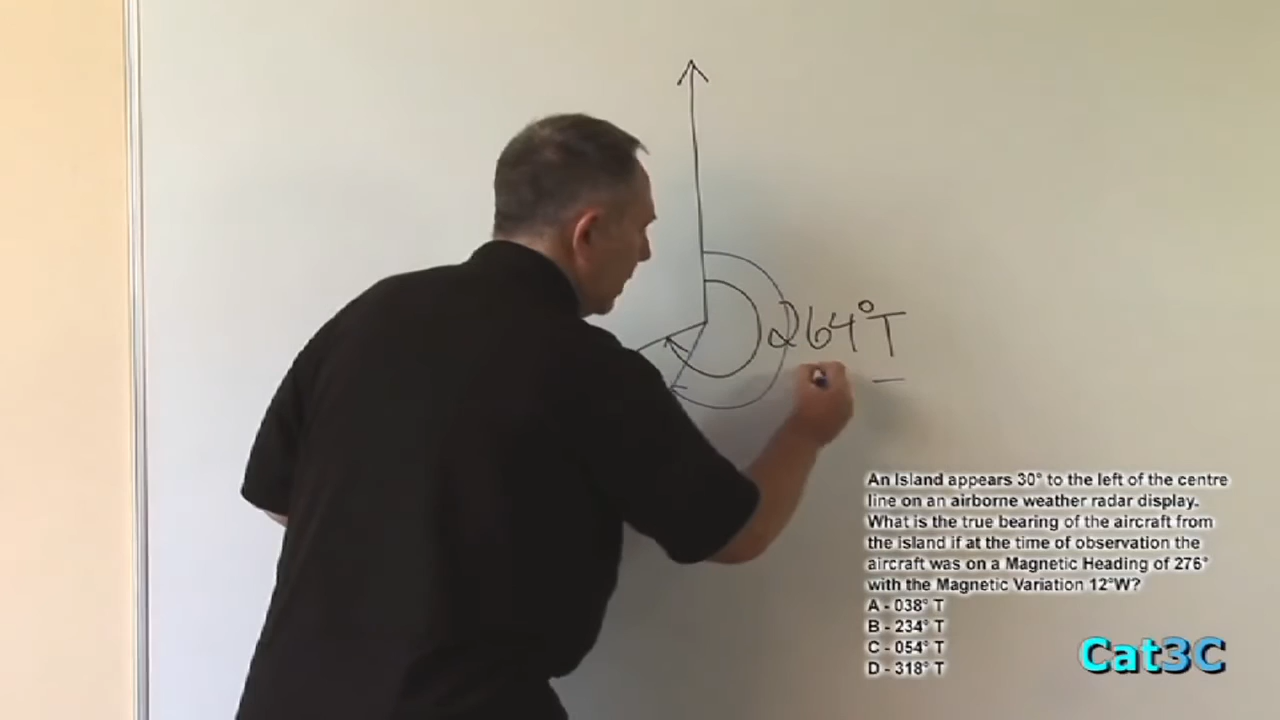 264°T
An Island appears 30° to the left of the centre
line on an airborne weather radar display.
What is the true bearing of the aircraft from
the island if at the time of observation the
aircraft was on a Magnetic Heading of 276°
with the Magnetic Variation 12°W?
A - 038° T
B - 234° T
C - 054° T
D - 318° T
Cat3C